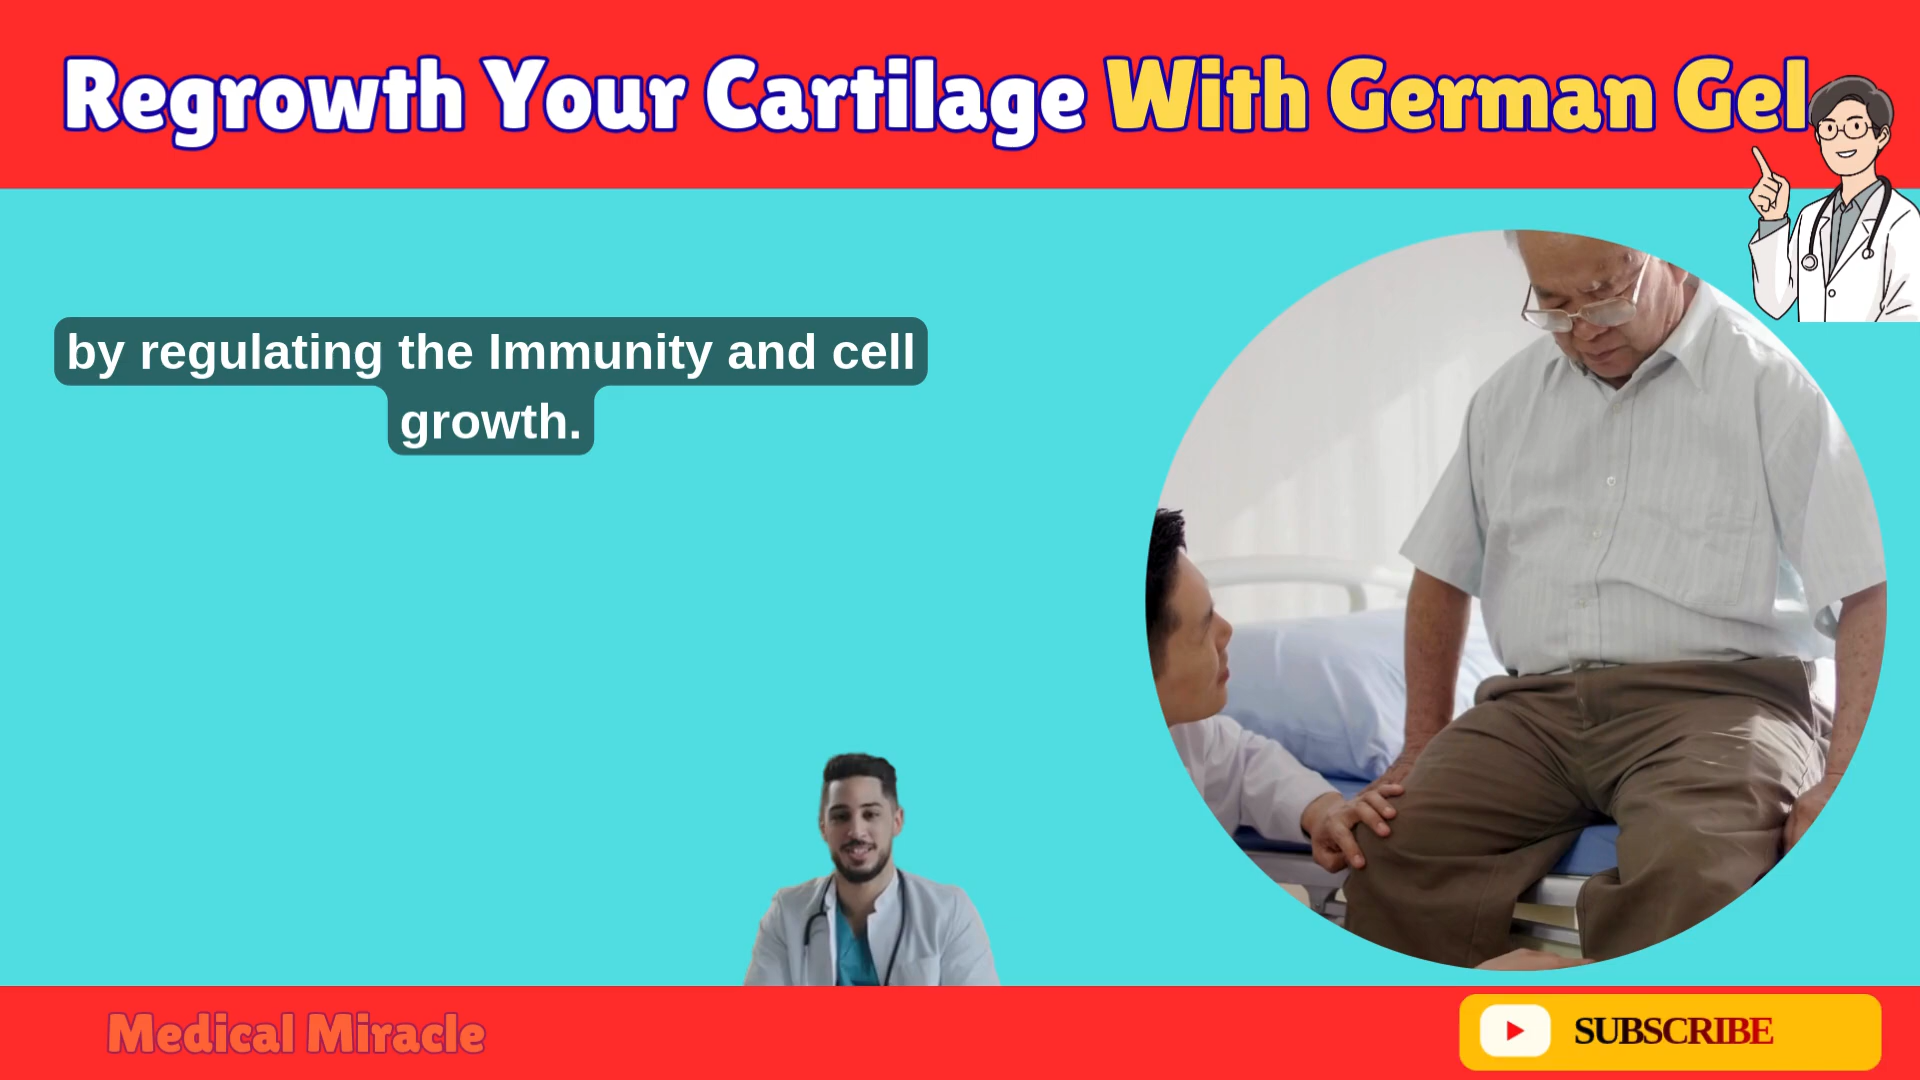 Regrowth Your Cartilage With German Gel
by regulating the Immunity and cell
growth.
Medical Miracle
SUBSCRIBE